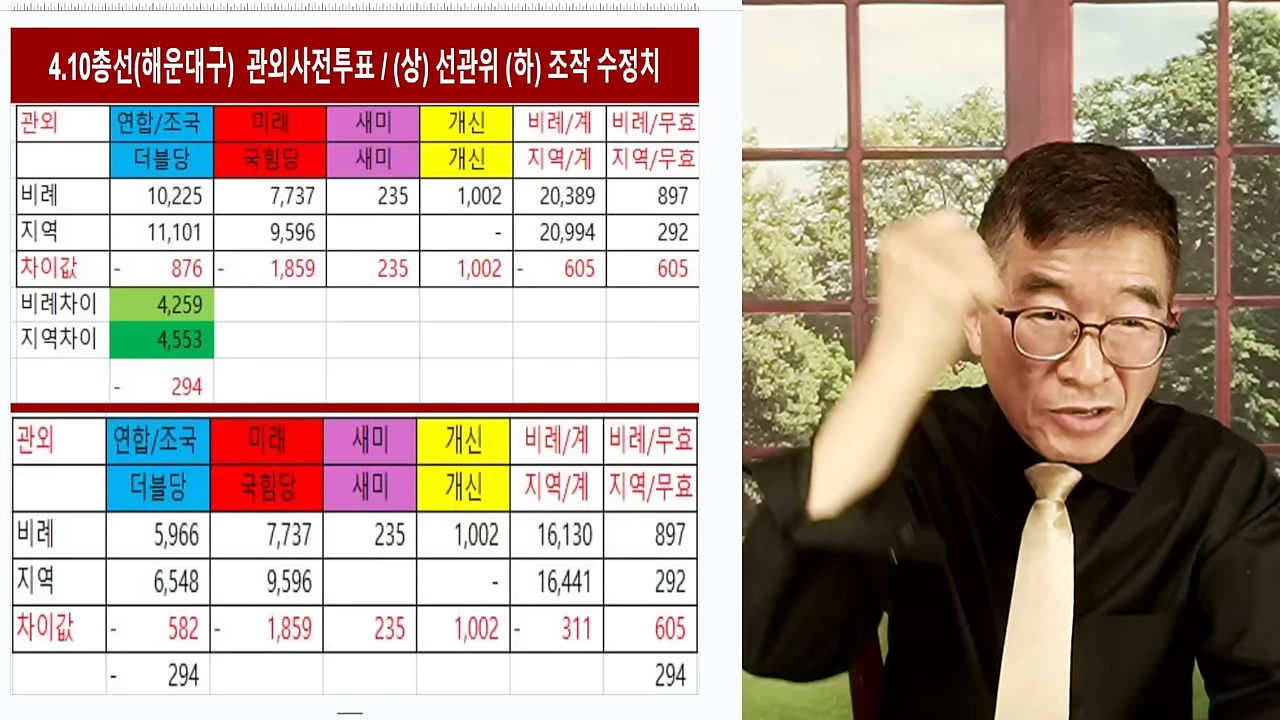 4.10총선(해운대구) 관외사전투표 / (상) 선관위 (하) 조작 수정치
관외 연합/조국 미래 새미 개신 비례/계 비례/무효
더블당 국힘당 새미 개신 지역/계 지역/무효
비례 10,225 7,737 235 1,002 20,389 897
지역 11,101 9,596 - 20,994 292
차이값 - 876 - 1,859 235 1,002 - 605 605
비례차이 4,259
지역차이 4,553
- 294
관외 연합/조국 미래 새미 개신 비례/계 비례/무효
더블당 국힘당 새미 개신 지역/계 지역/무효
비례 5,966 7,737 235 1,002 16,130 897
지역 6,548 9,596 - 16,441 292
차이값 - 582 - 1,859 235 1,002 - 311 605
- 294 294